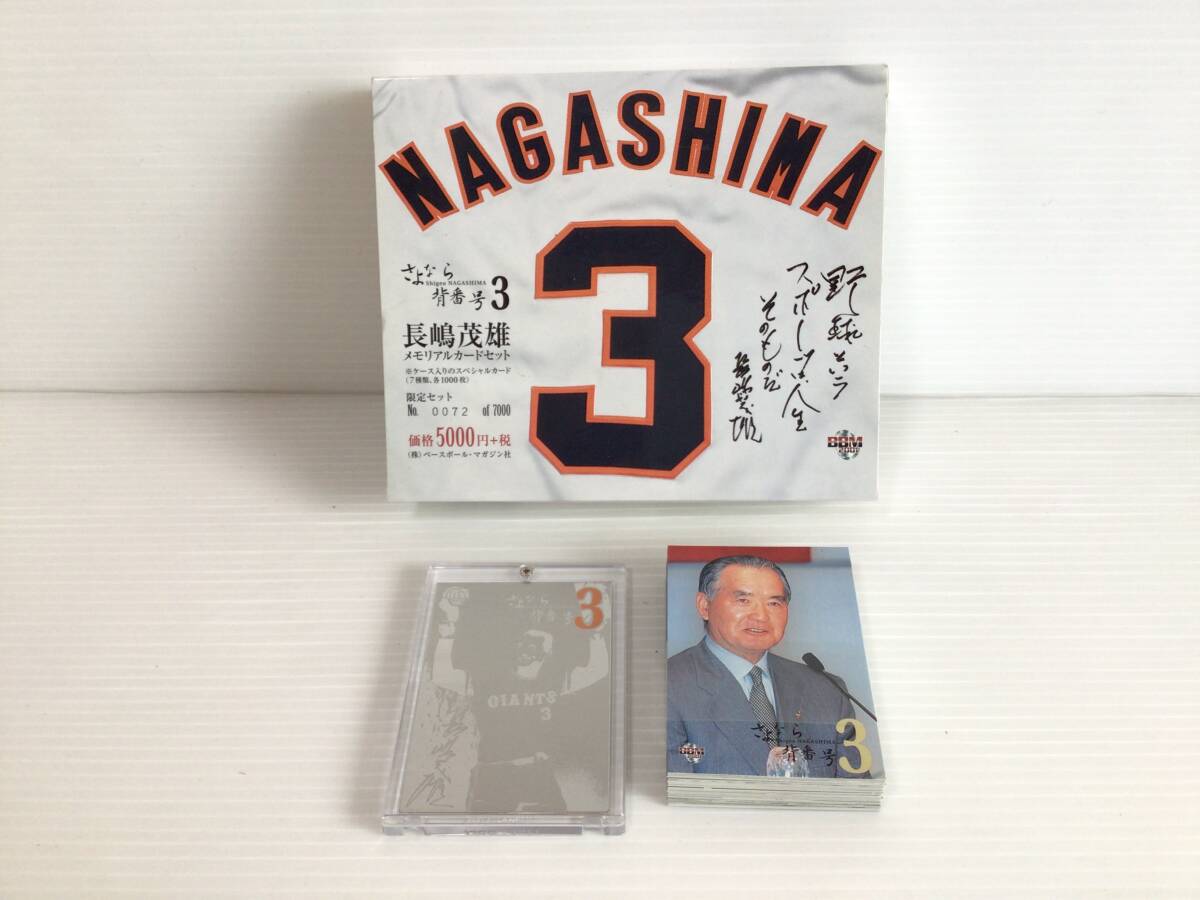 NAGASHIMA
3
さよなら
Shigeo NAGASHIMA
背番号3
長嶋茂雄
メモリアルカードセット
※ケース入りのスペシャルカード
(7種類、各1000枚)
限定セット
No. 0072 of 7000
価格5000円+税
(株)ベースボール・マガジン社
野球という
スポーツは人生
そのものだ
長嶋茂雄
BBM
2001
さよなら
背番号
3
GIANTS
3
さよなら
Shigeo NAGASHIMA
背番号 3
BBM